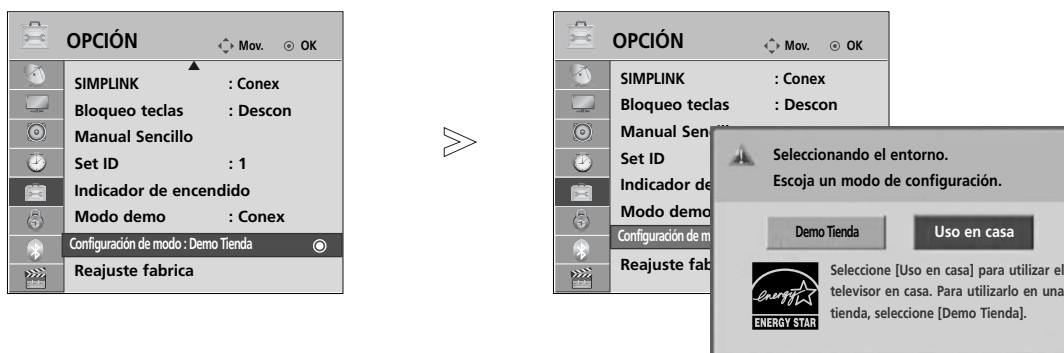 OPCIÓN
Mov. OK
SIMPLINK : Conex
Bloqueo teclas : Descon
Manual Sencillo
Set ID : 1
Indicador de encendido
Modo demo : Conex
Configuración de modo : Demo Tienda
Reajuste fabrica
OPCIÓN
Mov. OK
SIMPLINK : Conex
Bloqueo teclas : Descon
Manual Sen
Set ID
Indicador de
Modo demo
Configuración de m
Reajuste fab
Seleccionando el entorno.
Escoja un modo de configuración.
Demo Tienda Uso en casa
energy
ENERGY STAR
Seleccione [Uso en casa] para utilizar el
televisor en casa. Para utilizarlo en una
tienda, seleccione [Demo Tienda].